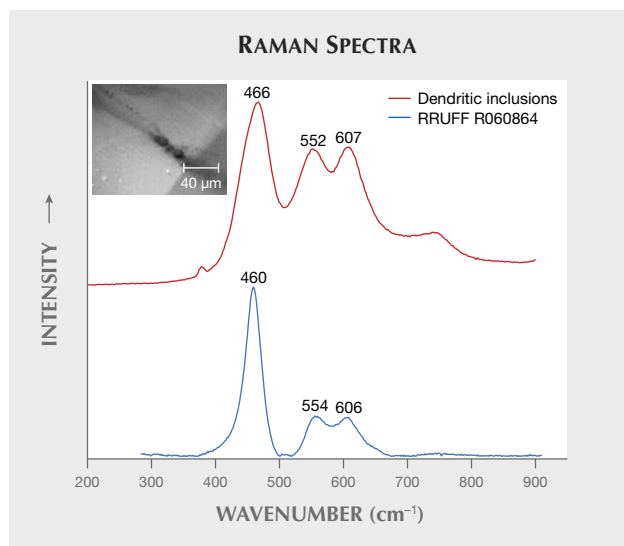 RAMAN SPECTRA
466
552
607
Dendritic inclusions
RRUFF R060864
40 µm
460
554
606
INTENSITY →
200 300 400 500 600 700 800 900
WAVENUMBER (cm⁻¹)